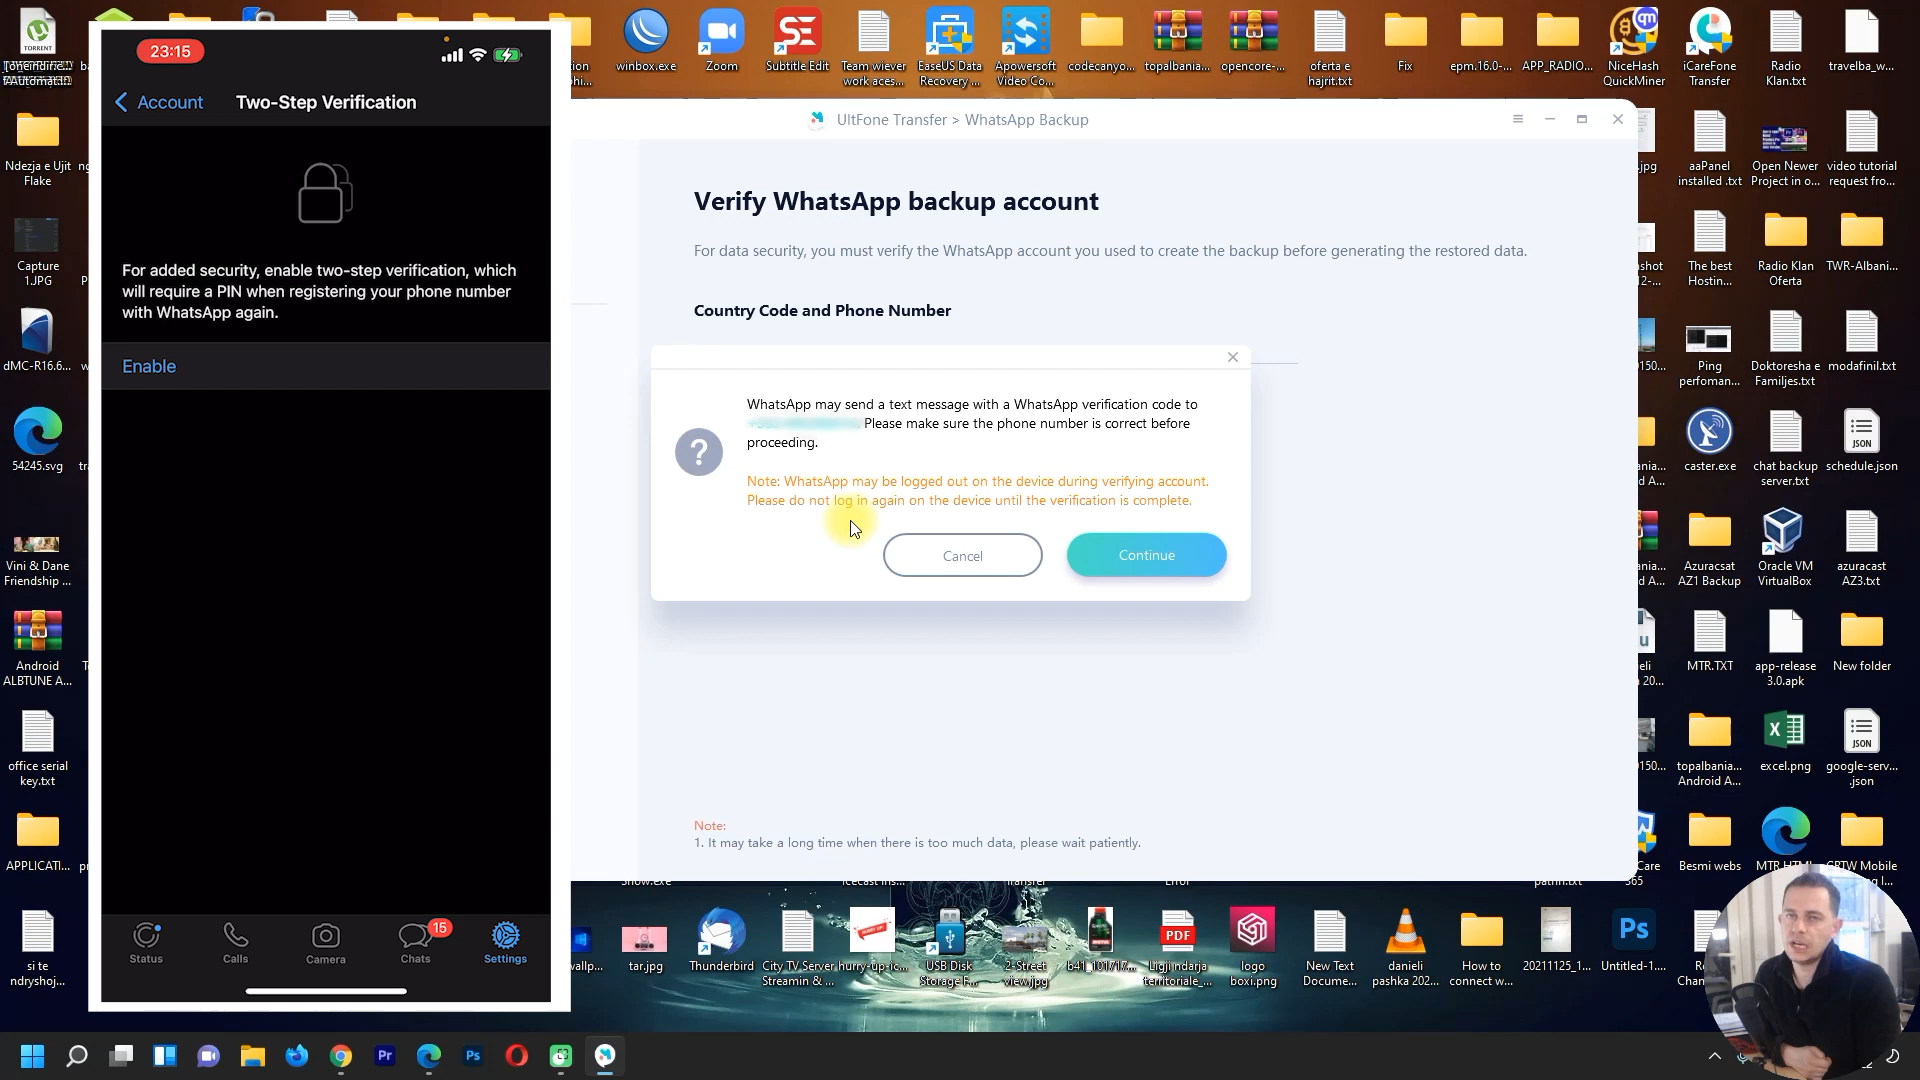 23:15
Account
Two-Step Verification
For added security, enable two-step verification, which
will require a PIN when registering your phone number
with WhatsApp again.
Enable
Status
Calls
Camera
15
Chats
Settings
UltFone Transfer > WhatsApp Backup
Verify WhatsApp backup account
For data security, you must verify the WhatsApp account you used to create the backup before generating the restored data.
Country Code and Phone Number
WhatsApp may send a text message with a WhatsApp verification code to
Please make sure the phone number is correct before
proceeding.
Note: WhatsApp may be logged out on the device during verifying account.
Please do not log in again on the device until the verification is complete.
Cancel
Continue
Note:
1. It may take a long time when there is too much data, please wait patiently.
winbox.exe
Zoom
Subtitle Edit
Team wiever
work aces...
EaseUS Data
Recovery ...
Apowersoft
Video Co...
codecanyo...
topalbania...
opencore-...
oferta e
hajrit.txt
Fix
epm.16.0-...
APP_RADIO...
NiceHash
QuickMiner
iCareFone
Transfer
Radio
Klan.txt
travelba_w...
Ndezja e Ujit
Flake
Capture
1.JPG
dMC-R16.6...
54245.svg
Vini & Dane
Friendship ...
Android
ALBTUNE A...
office serial
key.txt
APPLICATI...
si te
ndryshoj...
aaPanel
installed .txt
Open Newer
Project in o...
video tutorial
request fro...
The best
Hostin...
Radio Klan
Oferta
TWR-Albani...
Ping
perfoman...
Doktoresha e
Familjes.txt
modafinil.txt
caster.exe
chat backup
server.txt
JSON
schedule.json
Azuracsat
AZ1 Backup
Oracle VM
VirtualBox
azuracast
AZ3.txt
MTR.TXT
app-release
3.0.apk
New folder
topalbania...
Android A...
excel.png
JSON
google-serv...
.json
Besmi webs
tar.jpg
Thunderbird
City TV Server
Streamin & ...
hurry-up-ic...
USB Disk
Storage F...
2-Street
view.jpg
b41_101717...
PDF
Ligji ndarja
territoriale_...
logo
boxi.png
New Text
Docume...
danieli
pashka 202...
How to
connect w...
20211125_1...
Ps
Untitled-1....
Pr
Ps